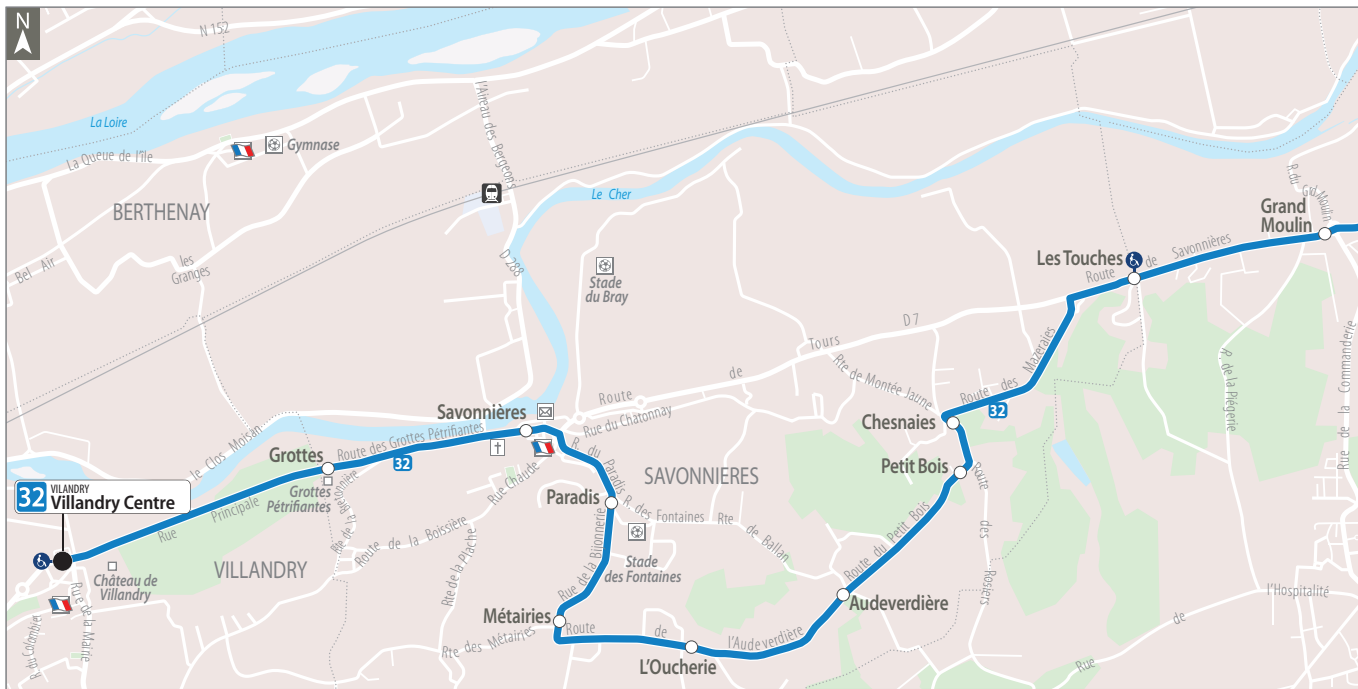 N
N 152
La Loire
La Queue de l'île
Gymnase
l'Aireau des Bergeons
BERTHENAY
Bel Air
les
Granges
D 288
Le Cher
Stade
du Bray
R. du Gd Moulin
Grand
Moulin
Les Touches
Route de Savonnières
D 7
Route de Tours
Rte de Montée Jaune
Route des Mazeraies
32
Chesnaies
Petit Bois
Route des Rosiers
R. de la Plégerie
Rue de la Commanderie
l'Hospitalité
Rue de
Savonnières
Rue du Châtonnay
Route des Grottes Pétrifiantes
32
le Clos Moisan
Grottes
Grottes
Pétrifiantes
Rue Principale
32
VILANDRY
Villandry Centre
Château de
Villandry
VILLANDRY
Rue de la Mairie
R. du Colombier
Route de la Boissière
Rue Chaude
Rte de la Plache
R. du Paradis
Paradis
SAVONNIERES
R. des Fontaines
Rte de Ballan
Stade
des Fontaines
Rue de la Bilonnerie
Métairies
Rte des Métairies
Route de l'Audeverdière
L'Oucherie
Audeverdière
Route du Petit Bois